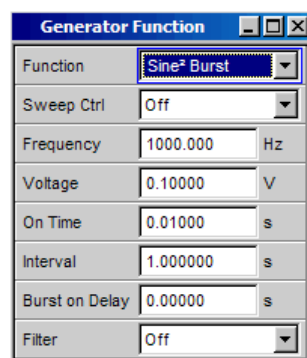 Generator Function
Function Sine² Burst
Sweep Ctrl Off
Frequency 1000.000 Hz
Voltage 0.10000 V
On Time 0.01000 s
Interval 1.000000 s
Burst on Delay 0.00000 s
Filter Off